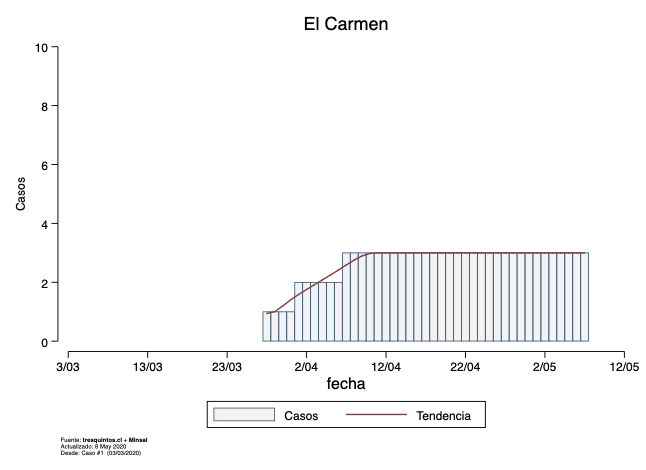 El Carmen
Casos
10
8
6
4
2
0
3/03 13/03 23/03 2/04 12/04 22/04 2/05 12/05
fecha
Casos Tendencia
Fuente: tresquintos.cl + Minsal
Actualizado: 8 May 2020
Desde: Caso #1 (03/03/2020)